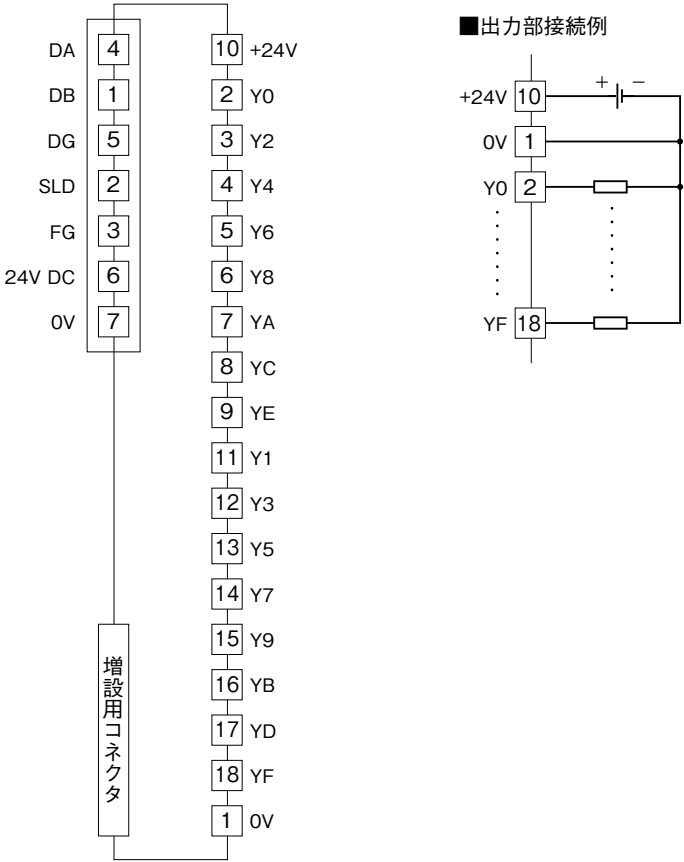 DA 4
DB 1
DG 5
SLD 2
FG 3
24V DC 6
0V 7
増設用コネクタ
10 +24V
2 Y0
3 Y2
4 Y4
5 Y6
6 Y8
7 YA
8 YC
9 YE
11 Y1
12 Y3
13 Y5
14 Y7
15 Y9
16 YB
17 YD
18 YF
1 0V
■出力部接続例
+ −
+24V 10
0V 1
Y0 2
YF 18